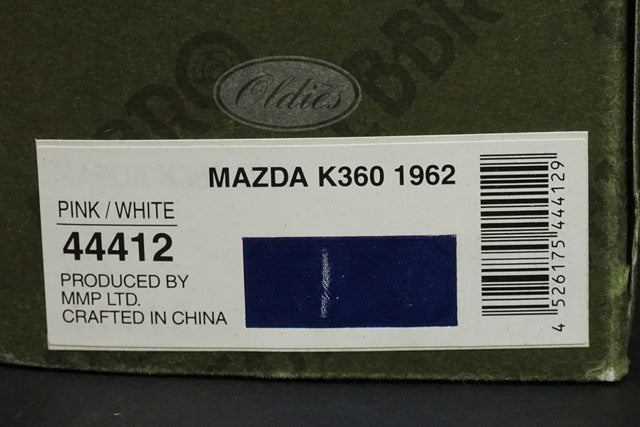 Oldies
MAZDA K360 1962
PINK / WHITE
44412
PRODUCED BY
MMP LTD.
CRAFTED IN CHINA
4 526175 444129